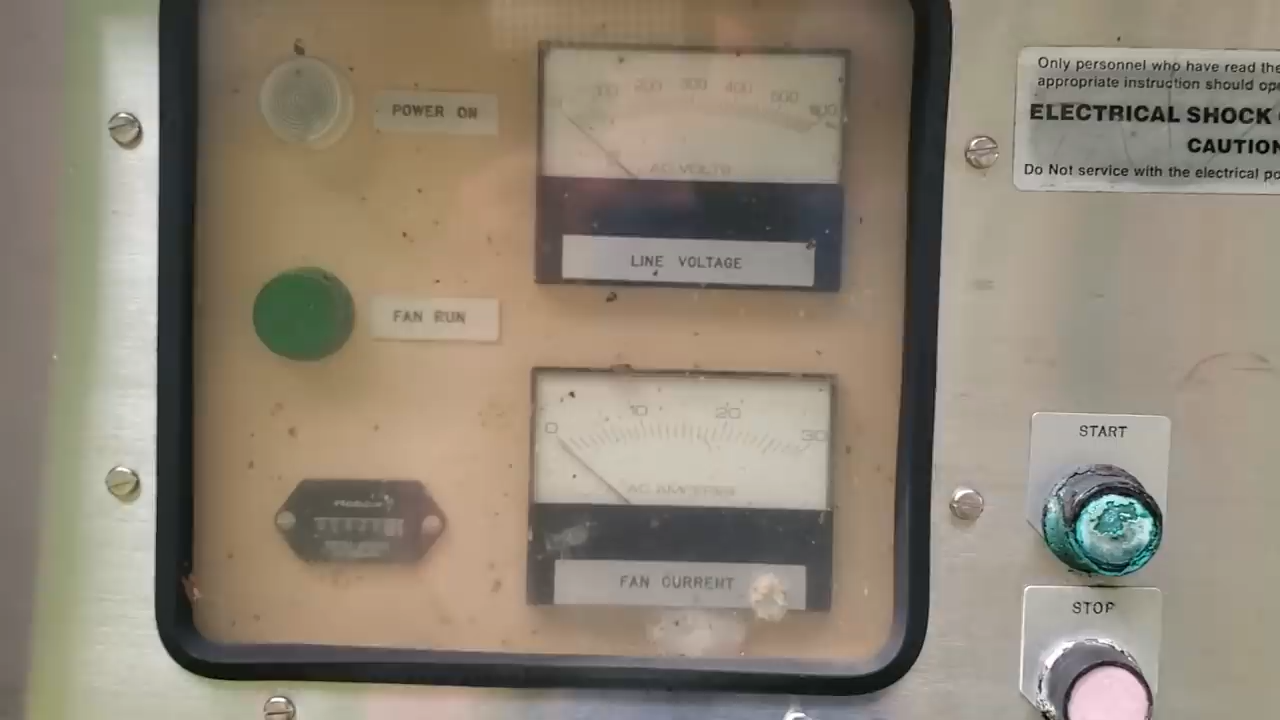 POWER ON
100 200 300 400 500 600
AC VOLTS
LINE VOLTAGE
FAN RUN
0 10 20 30
AC AMPERES
FAN CURRENT
Only personnel who have read the
appropriate instruction should ope
ELECTRICAL SHOCK
CAUTION
Do Not service with the electrical po
START
STOP